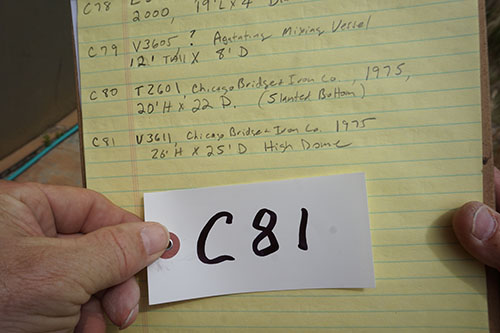 C78
2000, 19'L X 4' D
C79 V3605, ? Agatating Mixing Vessel
12' Tall X 8' D
C80 T2601, Chicago Bridge & Iron Co., 1975,
20'H X 22 D. (Slanted Bottom)
C81 V3611, Chicago Bridge & Iron Co. 1975
26'H X 25'D High Dome
C81